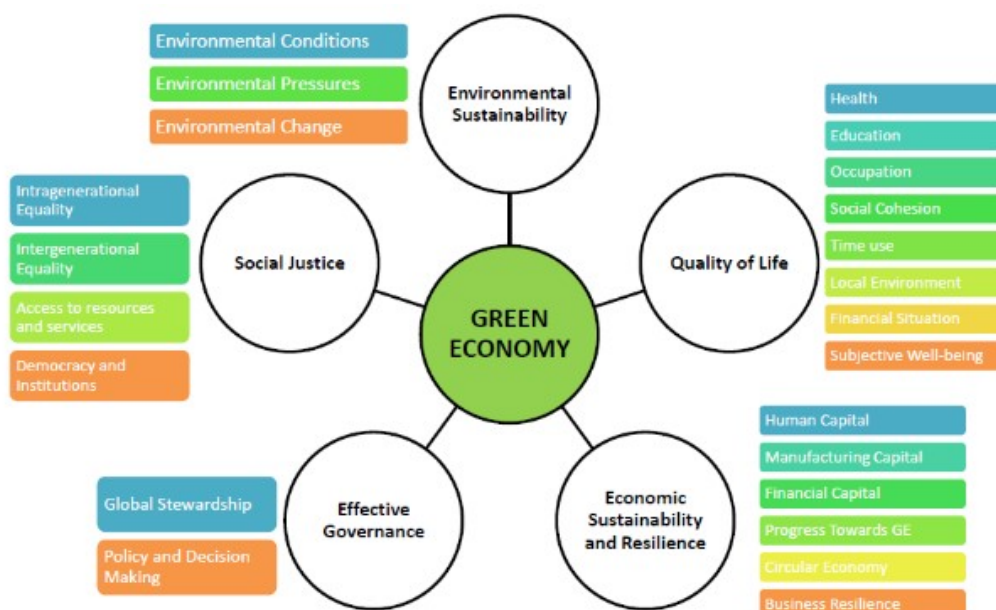 Environmental Conditions
Environmental Pressures
Environmental Change
Environmental
Sustainability
Health
Education
Occupation
Social Cohesion
Time use
Local Environment
Financial Situation
Subjective Well-being
Intragenerational
Equality
Intergenerational
Equality
Access to resources
and services
Democracy and
Institutions
Social Justice
Quality of Life
GREEN
ECONOMY
Human Capital
Manufacturing Capital
Financial Capital
Progress Towards GE
Circular Economy
Business Resilience
Global Stewardship
Policy and Decision
Making
Effective
Governance
Economic
Sustainability
and Resilience